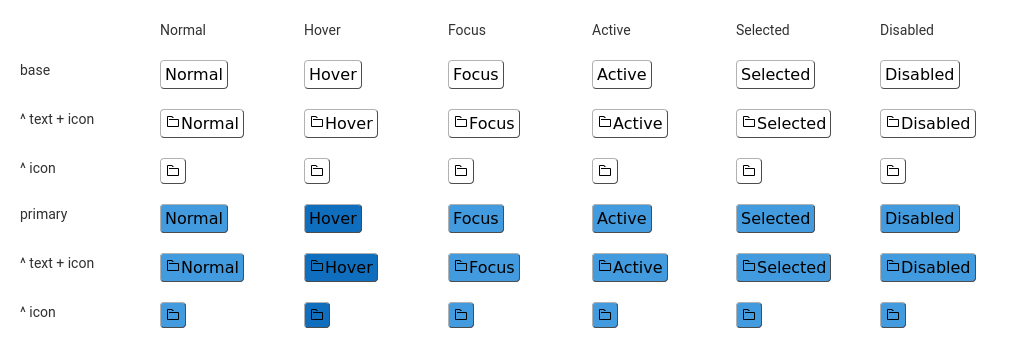 Normal Hover Focus Active Selected Disabled
base Normal Hover Focus Active Selected Disabled
^ text + icon Normal Hover Focus Active Selected Disabled
^ icon
primary Normal Hover Focus Active Selected Disabled
^ text + icon Normal Hover Focus Active Selected Disabled
^ icon